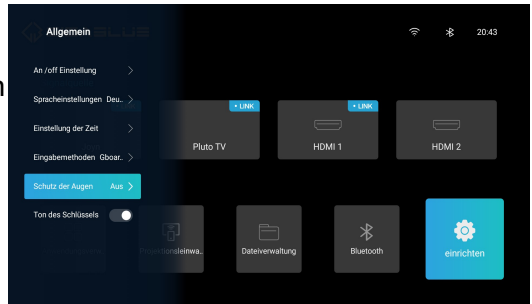 Allgemein
20:43
An /off Einstellung
Spracheinstellungen Deu..
Einstellung der Zeit
Eingabemethoden Gboar..
Schutz der Augen Aus
Ton des Schlüssels
• LINK
• LINK
Pluto TV
HDMI 1
HDMI 2
Dateiverwaltung
Bluetooth
einrichten